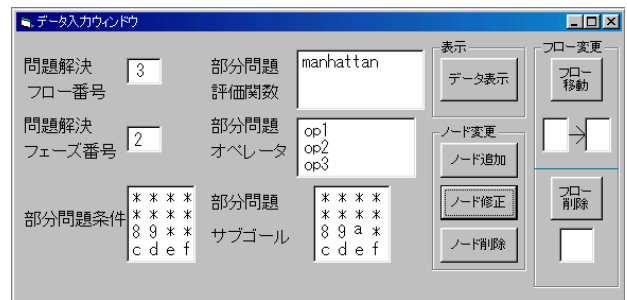 データ入力ウィンドウ
問題解決
フロー番号
3
部分問題
評価関数
manhattan
問題解決
フェーズ番号
2
部分問題
オペレータ
op1
op2
op3
部分問題条件
* * * *
* * * *
8 9 * *
c d e f
部分問題
サブゴール
* * * *
* * * *
8 9 a *
c d e f
表示
データ表示
ノード変更
ノード追加
ノード修正
ノード削除
フロー変更
フロー
移動
→
フロー
削除